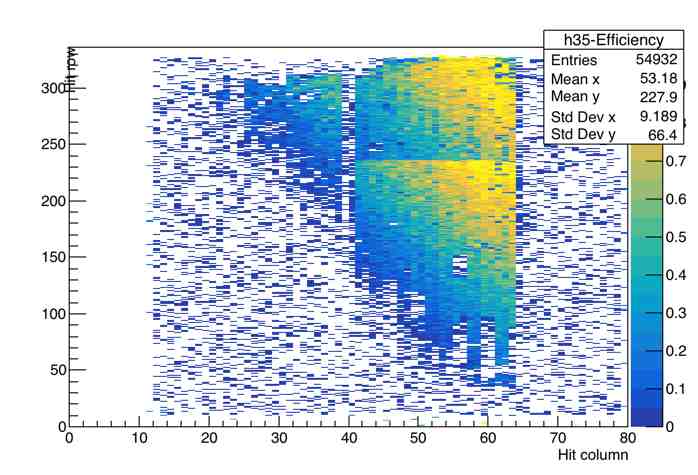 h35-Efficiency
Entries 54932
Mean x 53.18
Mean y 227.9
Std Dev x 9.189
Std Dev y 66.4
300
250
200
150
100
50
0
0 10 20 30 40 50 60 70 80
Hit column
0.7
0.6
0.5
0.4
0.3
0.2
0.1
0